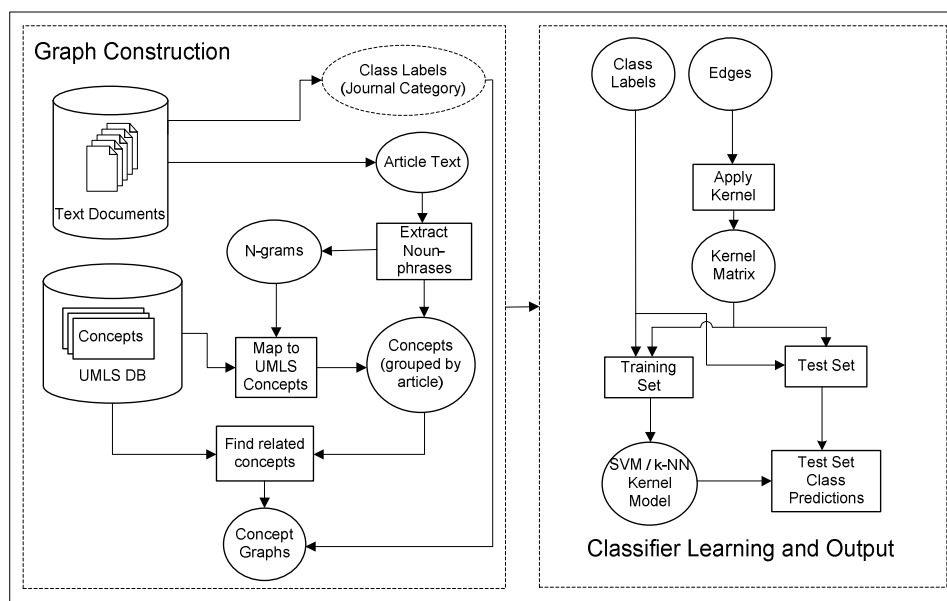 Graph Construction
Class Labels
(Journal Category)
Article Text
Text Documents
Extract
Noun-
phrases
N-grams
Concepts
UMLS DB
Map to
UMLS
Concepts
Concepts
(grouped by
article)
Find related
concepts
Concept
Graphs
Class
Labels
Edges
Apply
Kernel
Kernel
Matrix
Training
Set
Test Set
SVM / k-NN
Kernel
Model
Test Set
Class
Predictions
Classifier Learning and Output